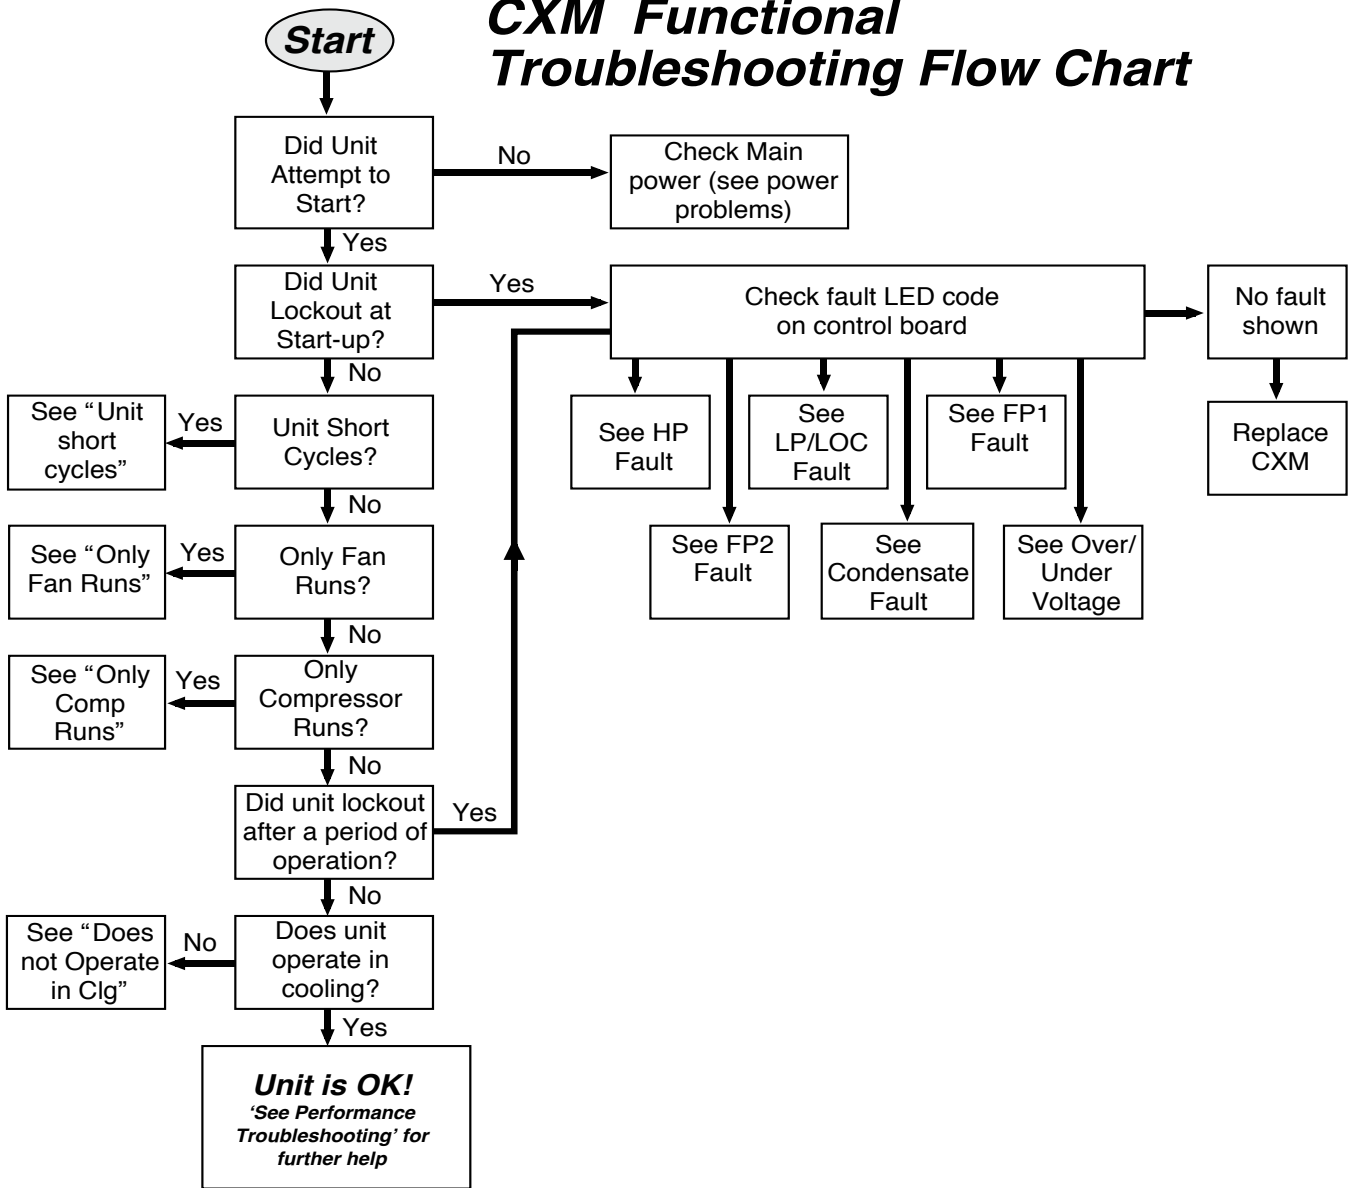 CXM Functional
Troubleshooting Flow Chart
Start
Did Unit
Attempt to
Start?
No
Check Main
power (see power
problems)
Yes
Did Unit
Lockout at
Start-up?
Yes
Check fault LED code
on control board
No fault
shown
Replace
CXM
See HP
Fault
See
LP/LOC
Fault
See FP1
Fault
See FP2
Fault
See
Condensate
Fault
See Over/
Under
Voltage
No
Unit Short
Cycles?
Yes
See “Unit
short
cycles”
No
Only Fan
Runs?
Yes
See “Only
Fan Runs”
No
Only
Compressor
Runs?
Yes
See “Only
Comp
Runs”
No
Did unit lockout
after a period of
operation?
Yes
No
Does unit
operate in
cooling?
No
See “Does
not Operate
in Clg”
Yes
Unit is OK!
‘See Performance
Troubleshooting’ for
further help